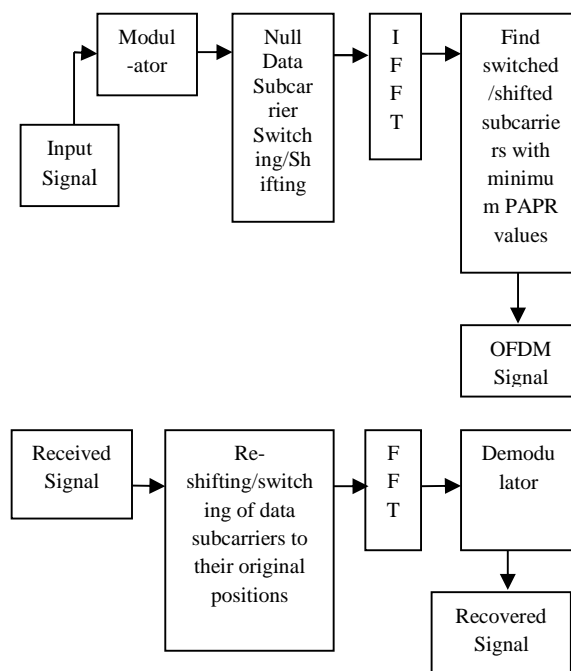 Modul
-ator
Null
Data
Subcarr
ier
Switch
ing/Sh
ifting
I
F
F
T
Find
switched
/shifted
subcarrie
rs with
minimu
m PAPR
values
Input
Signal
OFDM
Signal
Received
Signal
Re-
shifting/switch
ing of data
subcarriers to
their original
positions
F
F
T
Demodu
lator
Recovered
Signal